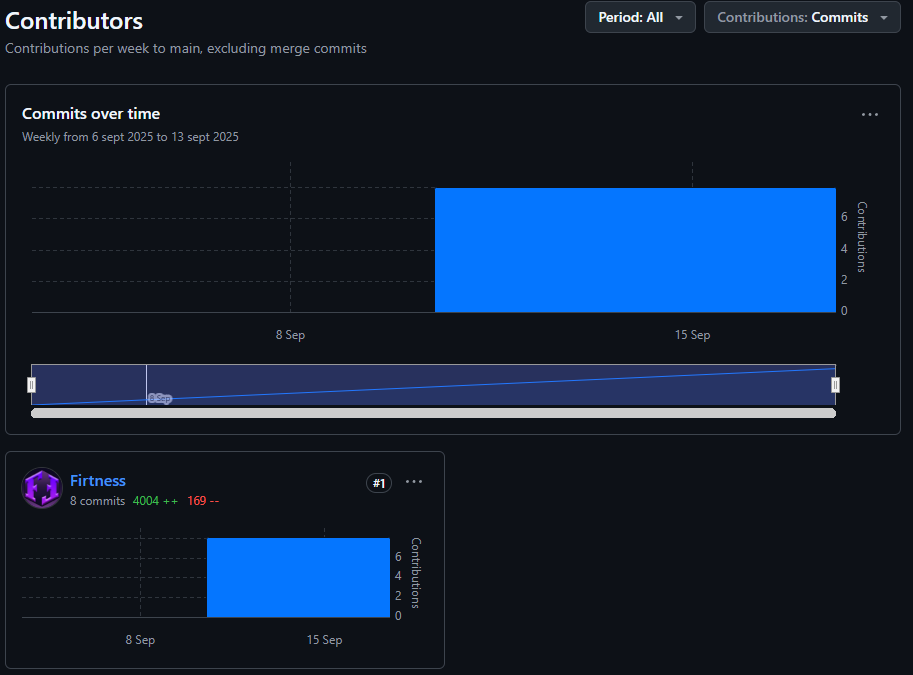 Contributors
Period: All
Contributions: Commits
Contributions per week to main, excluding merge commits
Commits over time
Weekly from 6 sept 2025 to 13 sept 2025
6
4
2
0
Contributions
8 Sep
15 Sep
8 Sep
Firtness
#1
8 commits 4004 ++ 169 --
6
4
2
0
Contributions
8 Sep
15 Sep